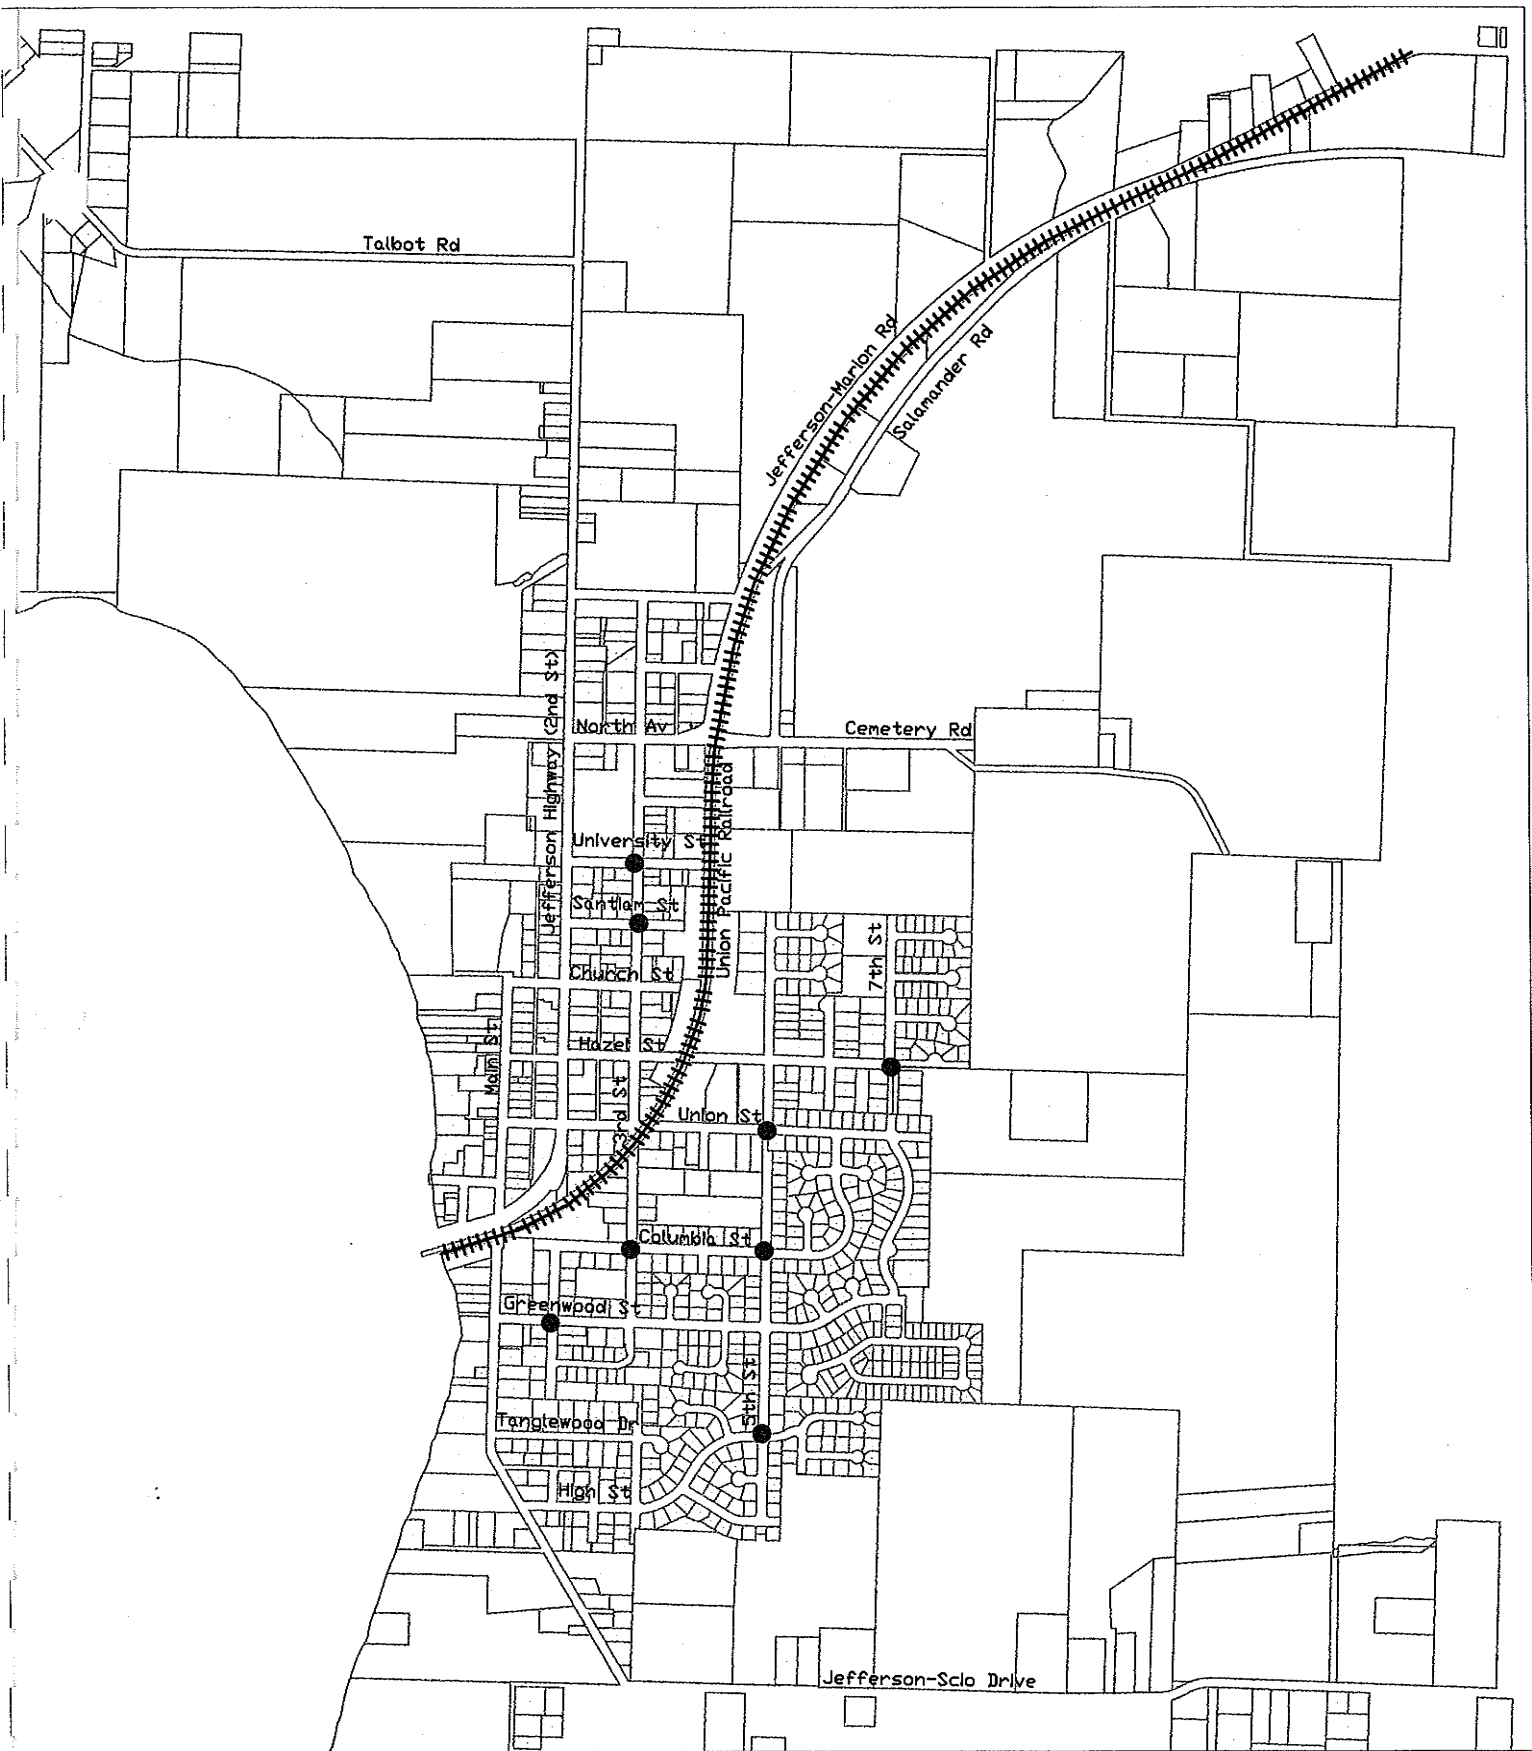 Talbot Rd
Jefferson-Marion Rd
Salamander Rd
Jefferson Highway (2nd St)
North Av
Cemetery Rd
Union Pacific Railroad
University St
Santiam St
7th St
Church St
Main St
Hazel St
3rd St
Union St
Columbia St
Greenwood St
5th St
Tanglewood Dr
High St
Jefferson-Scio Drive